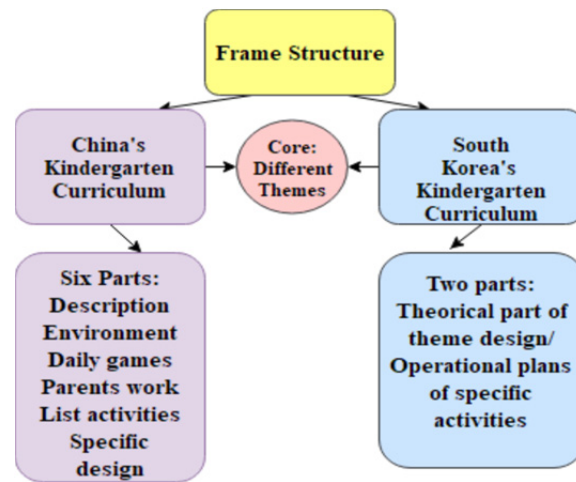 Frame Structure
China's
Kindergarten
Curriculum
Core:
Different
Themes
South
Korea's
Kindergarten
Curriculum
Six Parts:
Description
Environment
Daily games
Parents work
List activities
Specific
design
Two parts:
Theorical part of
theme design/
Operational plans
of specific
activities